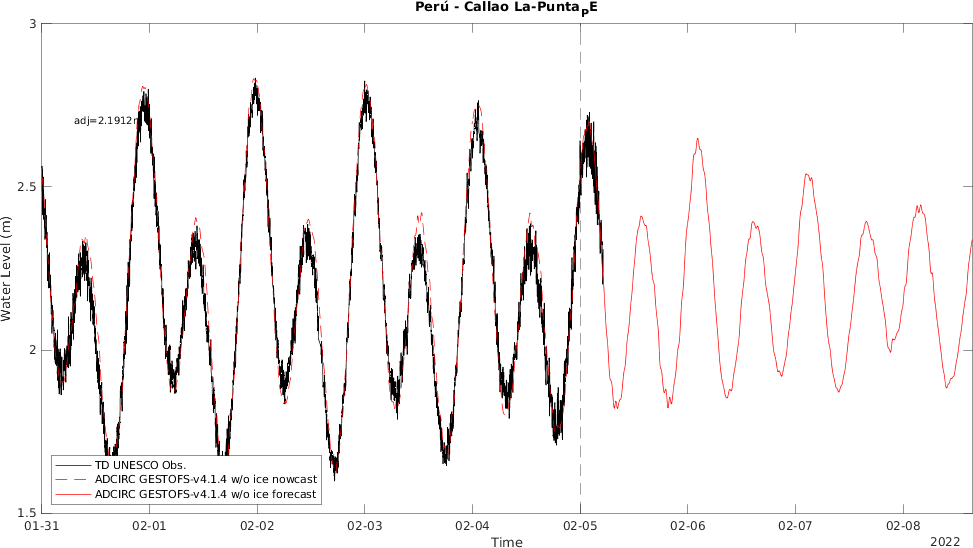 Perú - Callao La-PuntaPE
3
adj=2.1912m
2.5
Water Level (m)
2
TD UNESCO Obs.
ADCIRC GESTOFS-v4.1.4 w/o ice nowcast
ADCIRC GESTOFS-v4.1.4 w/o ice forecast
1.5
01-31 02-01 02-02 02-03 02-04 02-05 02-06 02-07 02-08
Time
2022